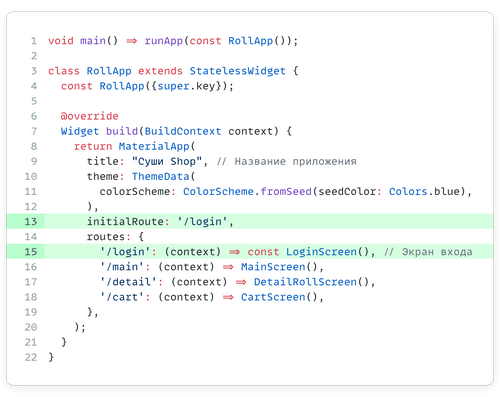 1 void main() => runApp(const RollApp());
2
3 class RollApp extends StatelessWidget {
4   const RollApp({super.key});
5
6   @override
7   Widget build(BuildContext context) {
8     return MaterialApp(
9       title: "Суши Shop", // Название приложения
10       theme: ThemeData(
11         colorScheme: ColorScheme.fromSeed(seedColor: Colors.blue),
12       ),
13       initialRoute: '/login',
14       routes: {
15         '/login': (context) => const LoginScreen(), // Экран входа
16         '/main': (context) => MainScreen(),
17         '/detail': (context) => DetailRollScreen(),
18         '/cart': (context) => CartScreen(),
19       },
20     );
21   }
22 }